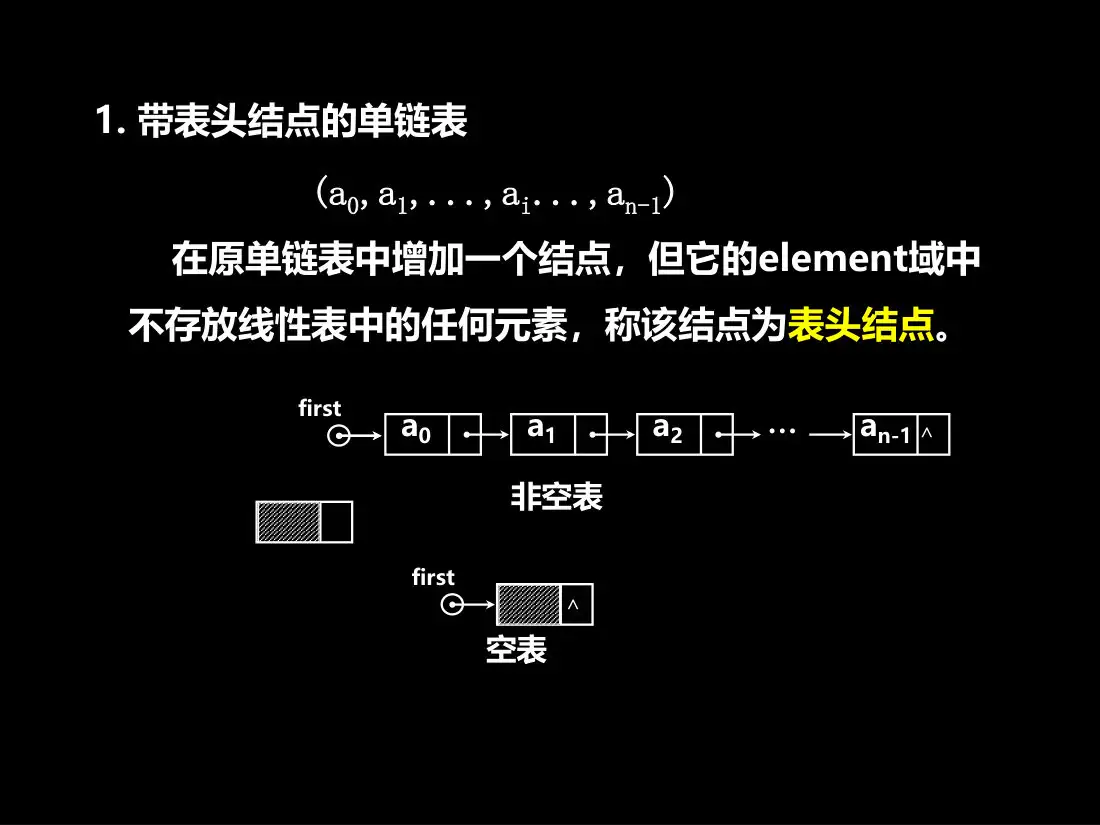 1. 带表头结点的单链表
(a₀,a₁,...,aᵢ...,aₙ₋₁)
在原单链表中增加一个结点，但它的element域中
不存放线性表中的任何元素，称该结点为表头结点。
first
a₀ a₁ a₂ … aₙ₋₁ ^
非空表
first
^
空表